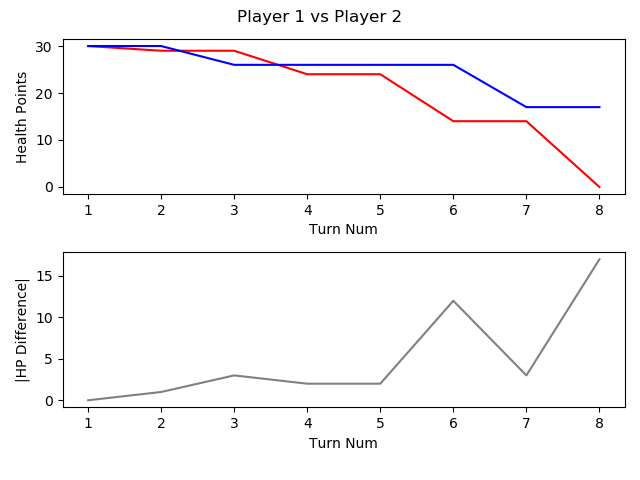 Player 1 vs Player 2
30
20
10
0
Health Points
1 2 3 4 5 6 7 8
Turn Num
15
10
5
0
|HP Difference|
1 2 3 4 5 6 7 8
Turn Num